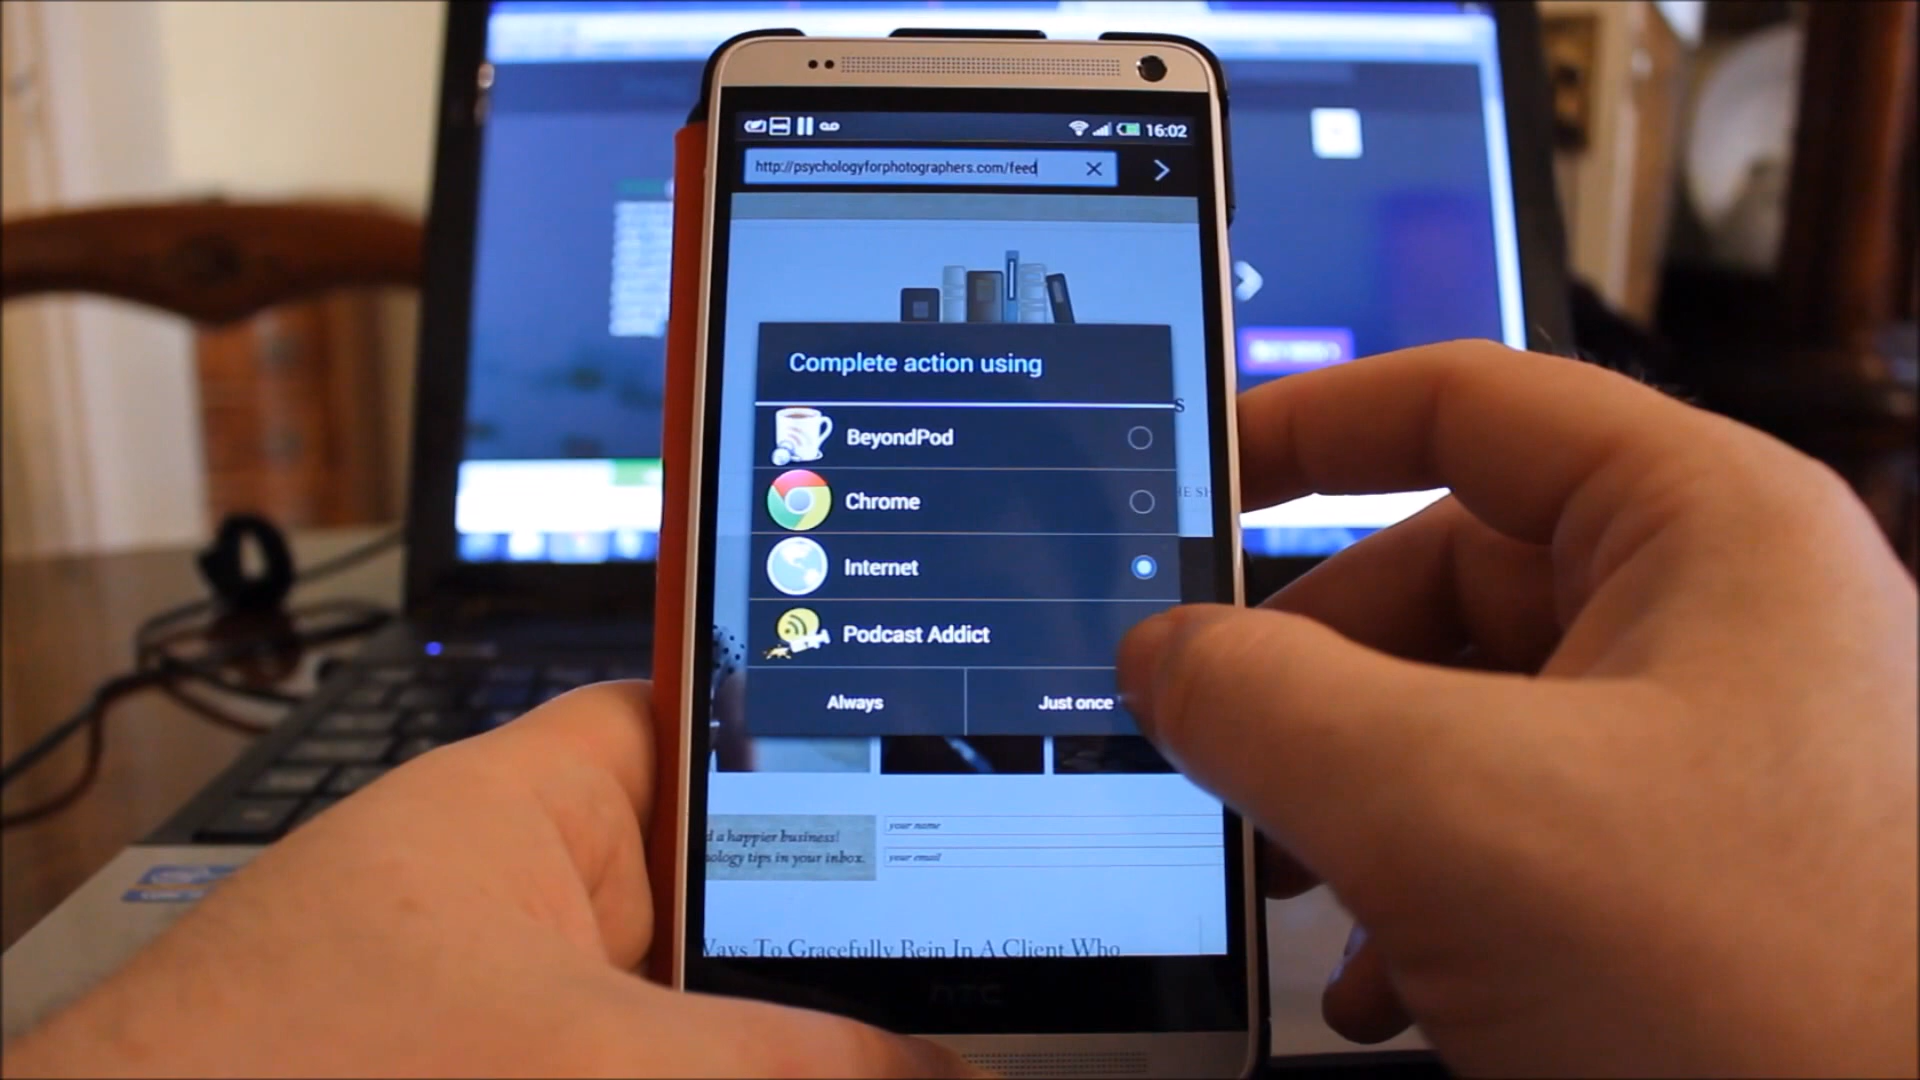 16:02
http://psychologyforphotographers.com/feed
Complete action using
BeyondPod
Chrome
Internet
Podcast Addict
Always
Just once
d a happier business!
ology tips in your inbox.
your name
your email
Ways To Gracefully Rein In A Client Who
hTC